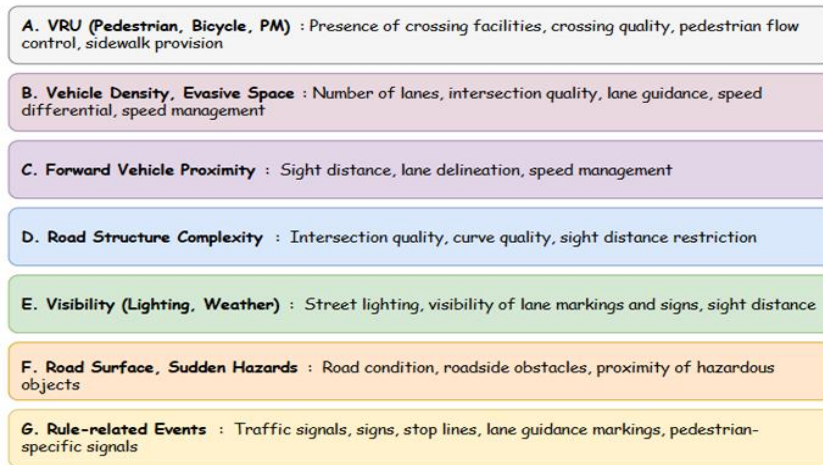 A. VRU (Pedestrian, Bicycle, PM) : Presence of crossing facilities, crossing quality, pedestrian flow
control, sidewalk provision
B. Vehicle Density, Evasive Space : Number of lanes, intersection quality, lane guidance, speed
differential, speed management
C. Forward Vehicle Proximity : Sight distance, lane delineation, speed management
D. Road Structure Complexity : Intersection quality, curve quality, sight distance restriction
E. Visibility (Lighting, Weather) : Street lighting, visibility of lane markings and signs, sight distance
F. Road Surface, Sudden Hazards : Road condition, roadside obstacles, proximity of hazardous
objects
G. Rule-related Events : Traffic signals, signs, stop lines, lane guidance markings, pedestrian-
specific signals